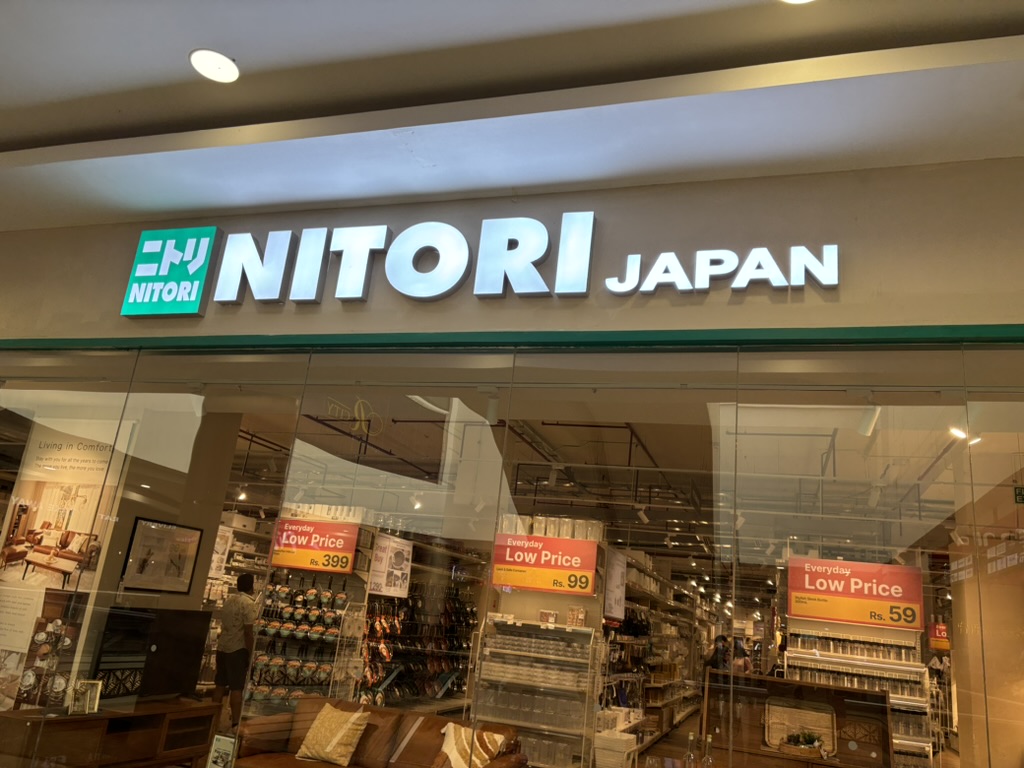 ニトリ
NITORI
NITORI JAPAN
Living in Comfort
Everyday
Low Price
Rs. 399
Everyday
Low Price
Rs. 99
Everyday
Low Price
Rs. 59